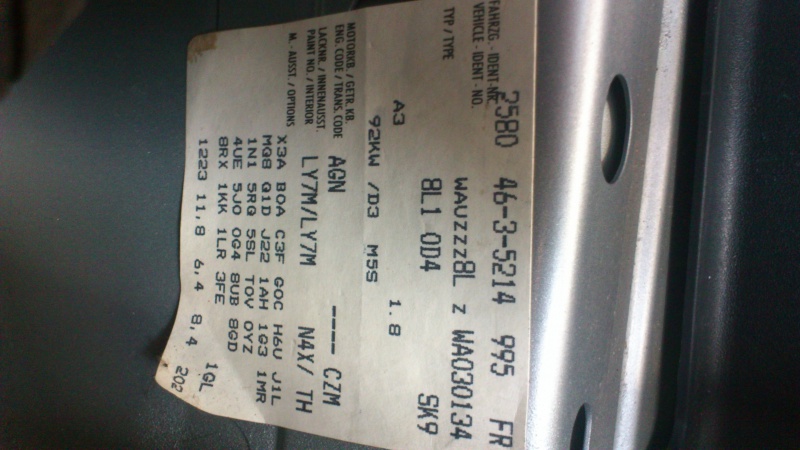 2580 46-3-5214 995 FR
FAHRZG.-IDENT-NR.
VEHICLE-IDENT-NO. WAUZZZ8L Z WA030134
TYP / TYPE 8L1 0D4 SK9
A3 1.8
92KW /D3 M5S
MOTORKB. / GETR.KB.
ENG. CODE / TRANS. CODE AGN ---- CZM
LACKNR. / INNENAUSST.
PAINT NO. / INTERIOR LY7M/LY7M N4X/ TH
M.-AUSST. / OPTIONS
X3A B0A C3F G0C H6U J1L
MG8 Q1D J22 1AH 1G3 1MR
1N1 5RQ 5SL T0V 0YZ
4UE 5J0 0G4 8UB 8GD
8RX 1KK 1LR 3FE 1QL
1223 11,8 6,4 8,4 202